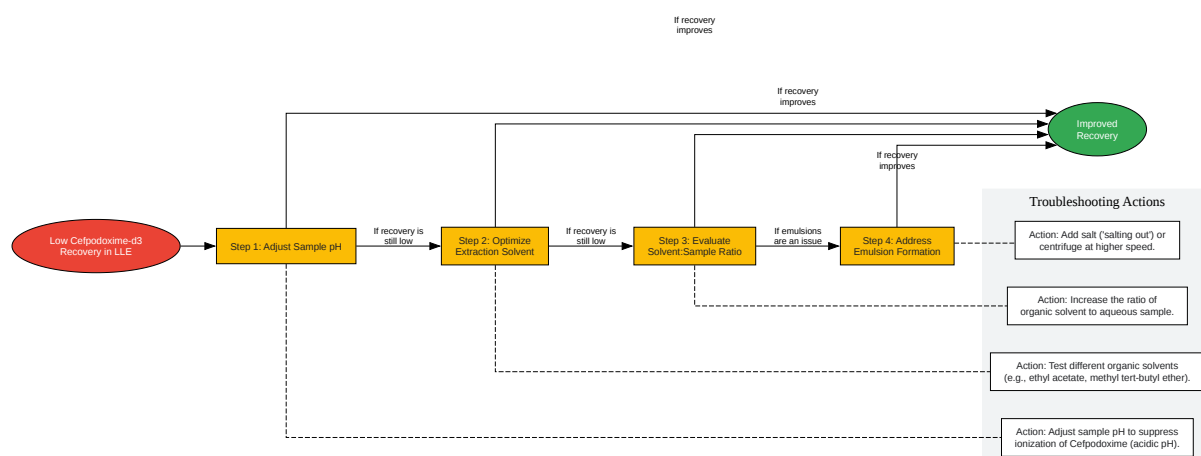 If recovery
improves
If recovery
improves
Improved
Recovery
If recovery
improves
Troubleshooting Actions
Low Cefpodoxime-d3
Recovery in LLE
Step 1: Adjust Sample pH
If recovery is
still low
Step 2: Optimize
Extraction Solvent
If recovery is
still low
Step 3: Evaluate
Solvent:Sample Ratio
If emulsions
are an issue
Step 4: Address
Emulsion Formation
Action: Add salt ('salting out') or
centrifuge at higher speed.
Action: Increase the ratio of
organic solvent to aqueous sample.
Action: Test different organic solvents
(e.g., ethyl acetate, methyl tert-butyl ether).
Action: Adjust sample pH to suppress
ionization of Cefpodoxime (acidic pH).